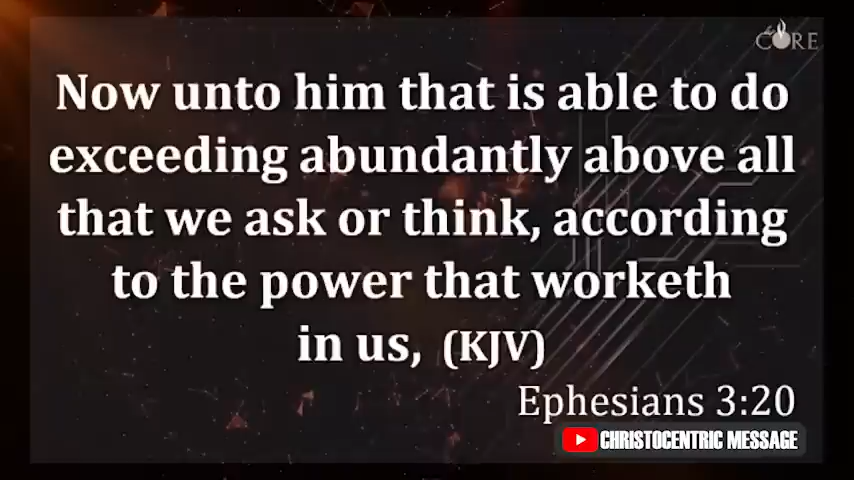 the CORE
Now unto him that is able to do
exceeding abundantly above all
that we ask or think, according
to the power that worketh
in us, (KJV)
Ephesians 3:20
CHRISTOCENTRIC MESSAGE